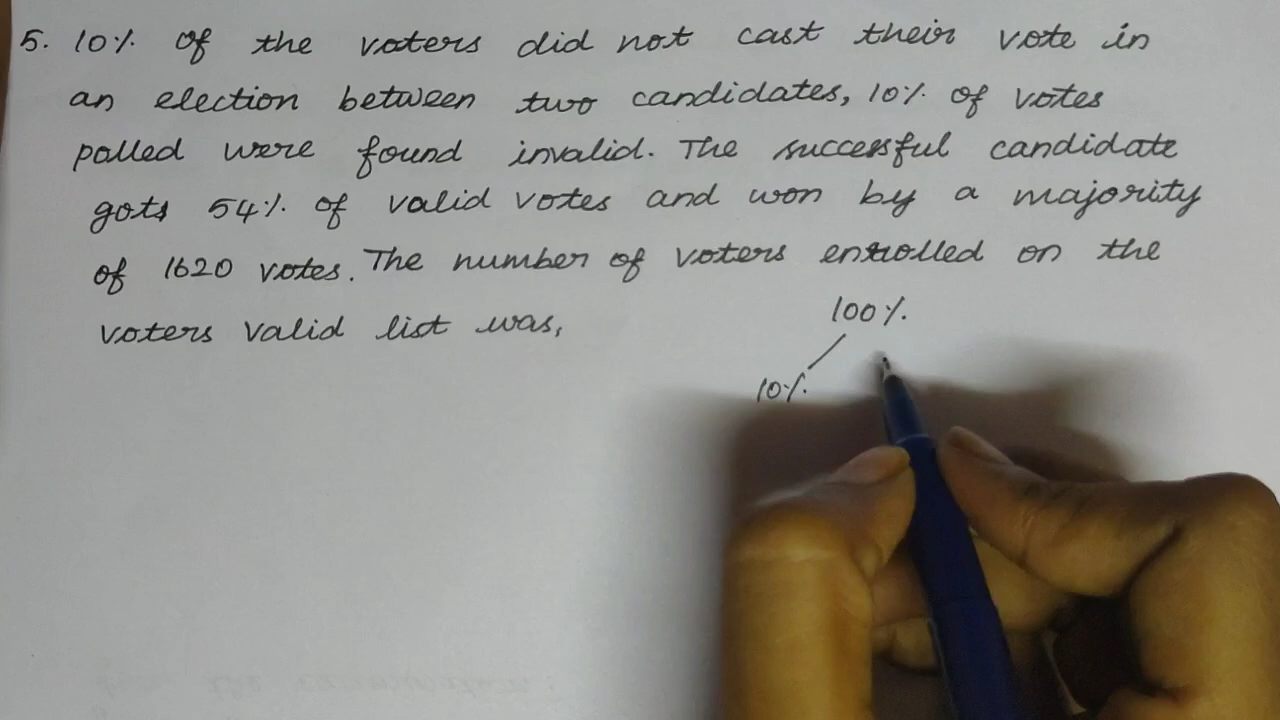 5. 10% of the voters did not cast their vote in
an election between two candidates, 10% of votes
polled were found invalid. The successful candidate
gots 54% of valid votes and won by a majority
of 1620 votes. The number of voters enrolled on the
voters valid list was,
100%.
10%.